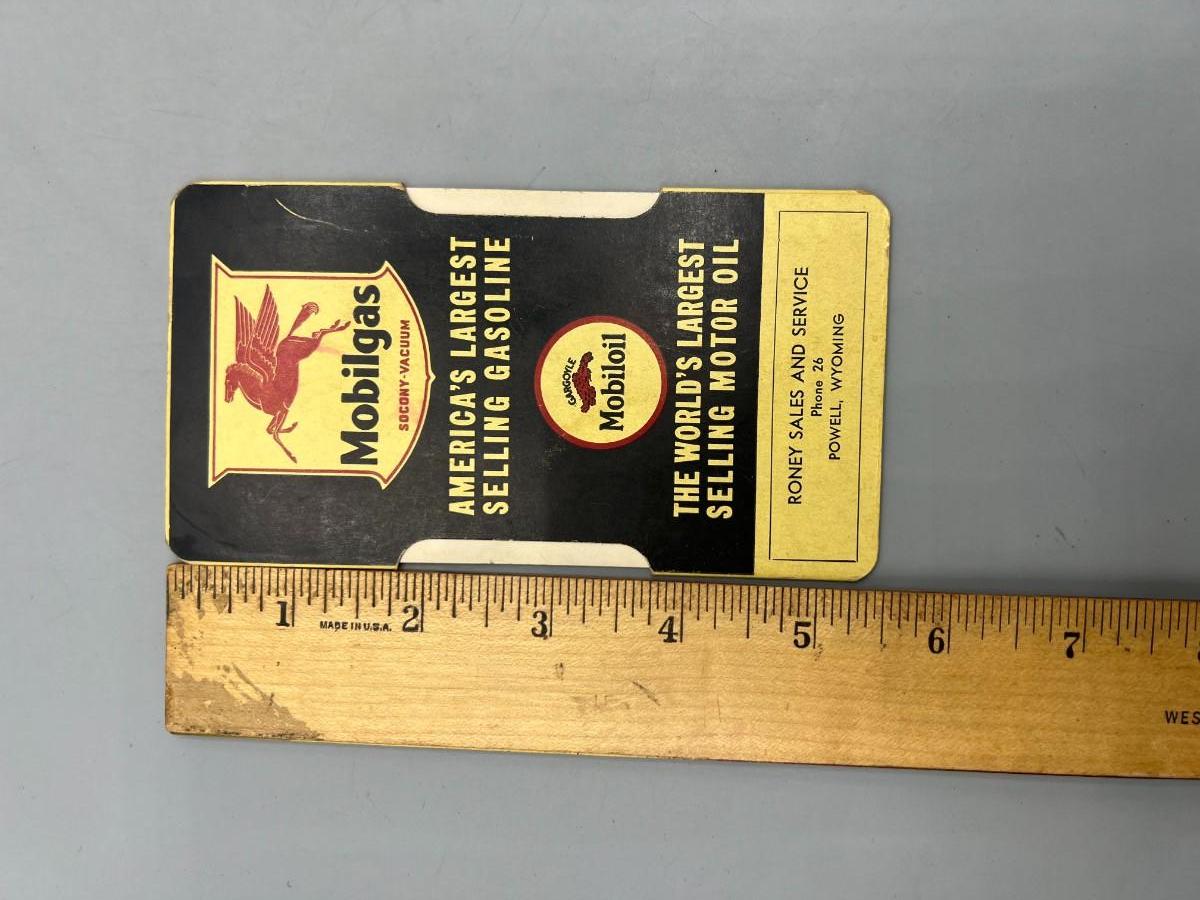 Mobilgas
SOCONY-VACUUM
AMERICA'S LARGEST
SELLING GASOLINE
GARGOYLE
Mobiloil
THE WORLD'S LARGEST
SELLING MOTOR OIL
RONEY SALES AND SERVICE
Phone 26
POWELL, WYOMING
1 2 3 4 5 6 7
MADE IN U.S.A.
WES